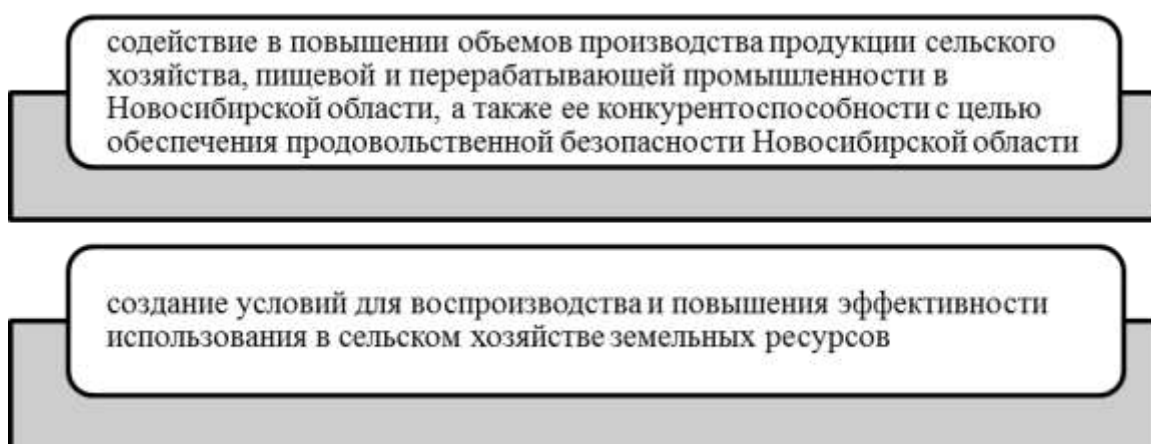 содействие в повышении объемов производства продукции сельского
хозяйства, пищевой и перерабатывающей промышленности в
Новосибирской области, а также ее конкурентоспособности с целью
обеспечения продовольственной безопасности Новосибирской области
создание условий для воспроизводства и повышения эффективности
использования в сельском хозяйстве земельных ресурсов